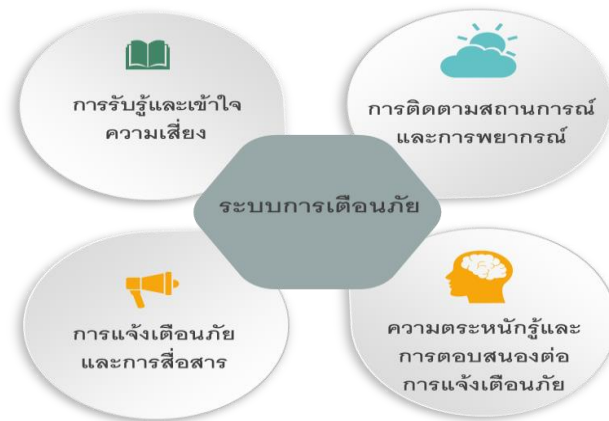 การรับรู้และเข้าใจ
ความเสี่ยง
การติดตามสถานการณ์
และการพยากรณ์
ระบบการเตือนภัย
การแจ้งเตือนภัย
และการสื่อสาร
ความตระหนักรู้และ
การตอบสนองต่อ
การแจ้งเตือนภัย